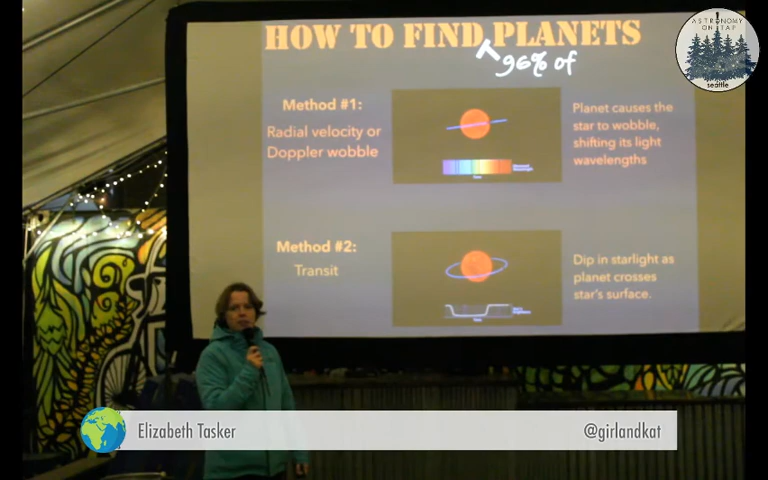 HOW TO FIND PLANETS
96% of
Method #1:
Radial velocity or
Doppler wobble
Planet causes the
star to wobble,
shifting its light
wavelengths
Method #2:
Transit
Dip in starlight as
planet crosses
star's surface.
ASTRONOMY
ON TAP
seattle
Elizabeth Tasker
@girlandkat